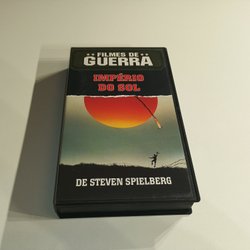 FILMES DE
GUERRA
IMPÉRIO
DO SOL
DE STEVEN SPIELBERG